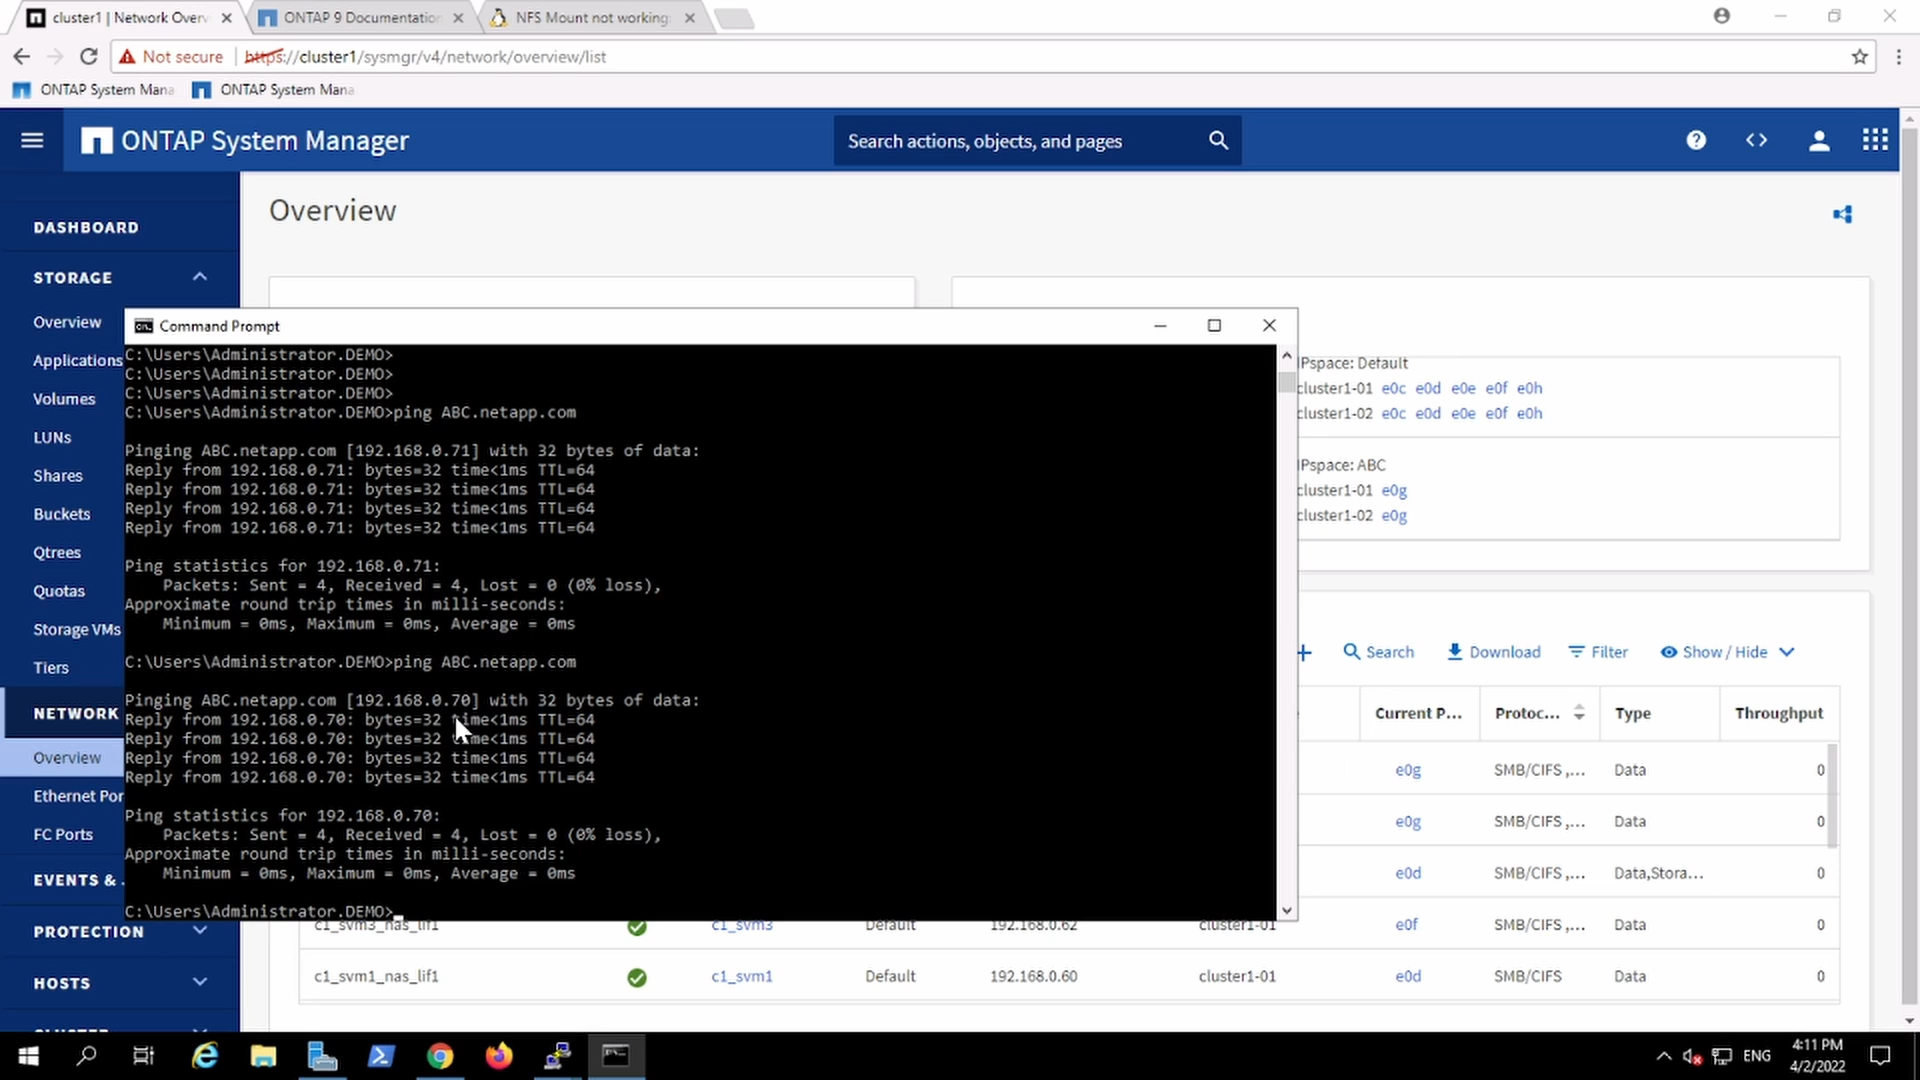 cluster1 | Network Overv
ONTAP 9 Documentation
NFS Mount not working
Not secure https://cluster1/sysmgr/v4/network/overview/list
ONTAP System Mana
ONTAP System Mana
ONTAP System Manager
Search actions, objects, and pages
Overview
DASHBOARD
STORAGE
Overview
Applications
Volumes
LUNs
Shares
Buckets
Qtrees
Quotas
Storage VMs
Tiers
NETWORK
Overview
Ethernet Por
FC Ports
EVENTS &
PROTECTION
HOSTS
Command Prompt
C:\Users\Administrator.DEMO>
C:\Users\Administrator.DEMO>
C:\Users\Administrator.DEMO>
C:\Users\Administrator.DEMO>ping ABC.netapp.com
Pinging ABC.netapp.com [192.168.0.71] with 32 bytes of data:
Reply from 192.168.0.71: bytes=32 time<1ms TTL=64
Reply from 192.168.0.71: bytes=32 time<1ms TTL=64
Reply from 192.168.0.71: bytes=32 time<1ms TTL=64
Reply from 192.168.0.71: bytes=32 time<1ms TTL=64
Ping statistics for 192.168.0.71:
Packets: Sent = 4, Received = 4, Lost = 0 (0% loss),
Approximate round trip times in milli-seconds:
Minimum = 0ms, Maximum = 0ms, Average = 0ms
C:\Users\Administrator.DEMO>ping ABC.netapp.com
Pinging ABC.netapp.com [192.168.0.70] with 32 bytes of data:
Reply from 192.168.0.70: bytes=32 time<1ms TTL=64
Reply from 192.168.0.70: bytes=32 time<1ms TTL=64
Reply from 192.168.0.70: bytes=32 time<1ms TTL=64
Reply from 192.168.0.70: bytes=32 time<1ms TTL=64
Ping statistics for 192.168.0.70:
Packets: Sent = 4, Received = 4, Lost = 0 (0% loss),
Approximate round trip times in milli-seconds:
Minimum = 0ms, Maximum = 0ms, Average = 0ms
C:\Users\Administrator.DEMO>
IPspace: Default
cluster1-01 e0c e0d e0e e0f e0h
cluster1-02 e0c e0d e0e e0f e0h
IPspace: ABC
cluster1-01 e0g
cluster1-02 e0g
Search Download Filter Show / Hide
Current P... Protoc... Type Throughput
e0g SMB/CIFS ,... Data 0
e0g SMB/CIFS ,... Data 0
e0d SMB/CIFS ,... Data,Stora... 0
c1_svm3_nas_lif1 c1_svm3 Default 192.168.0.62 cluster1-01 e0f SMB/CIFS ,... Data 0
c1_svm1_nas_lif1 c1_svm1 Default 192.168.0.60 cluster1-01 e0d SMB/CIFS Data 0
ENG
4:11 PM
4/2/2022